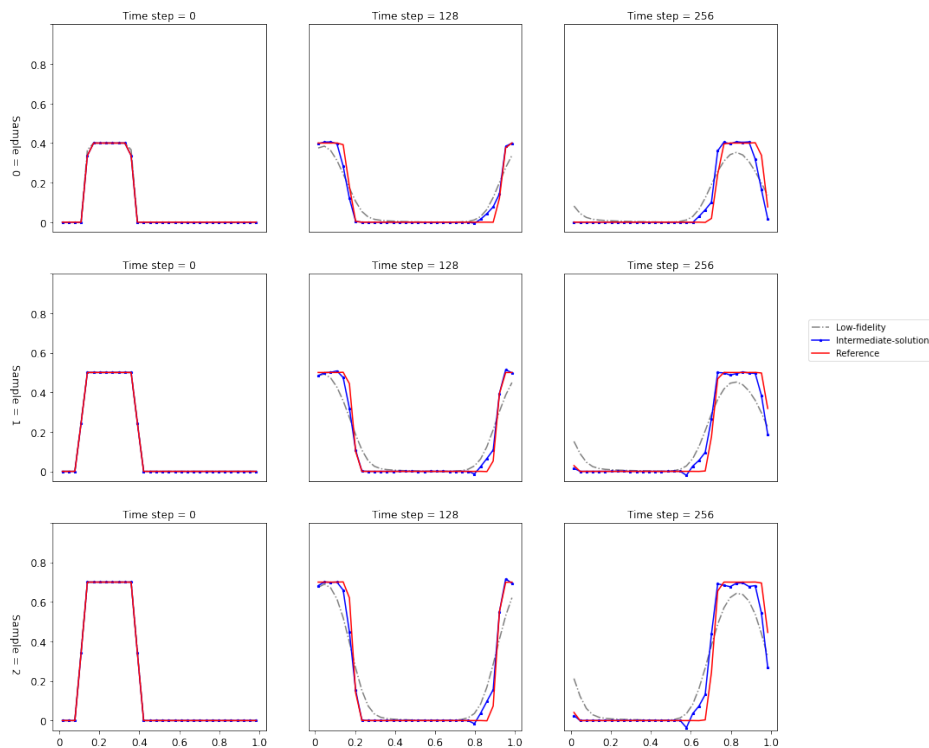 Time step = 0
Time step = 128
Time step = 256
0.8
0.6
0.4
0.2
0
Sample = 0
Time step = 0
Time step = 128
Time step = 256
0.8
0.6
0.4
0.2
0
Sample = 1
Low-fidelity
Intermediate-solution
Reference
Time step = 0
Time step = 128
Time step = 256
0.8
0.6
0.4
0.2
0
Sample = 2
0 0.2 0.4 0.6 0.8 1.0
0 0.2 0.4 0.6 0.8 1.0
0 0.2 0.4 0.6 0.8 1.0